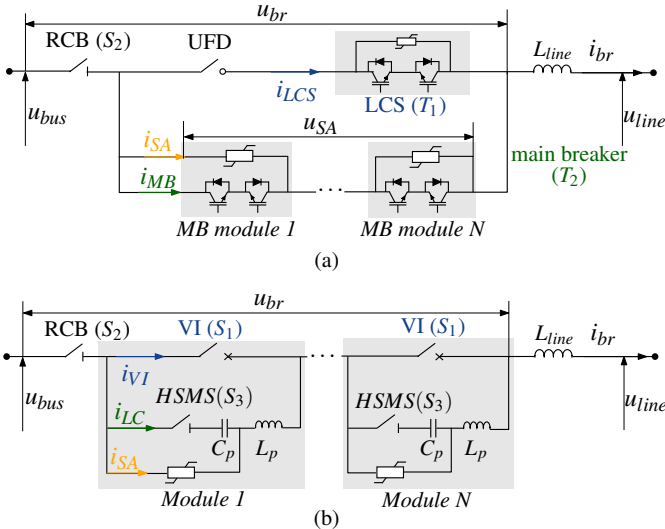 u_br
RCB (S_2) UFD L_line i_br
u_bus i_LCS LCS (T_1) u_line
u_SA
i_SA main breaker
i_MB (T_2)
...
MB module 1 MB module N
(a)
u_br
RCB (S_2) VI (S_1) VI (S_1) L_line i_br
...
i_VI
u_bus HSMS(S_3) HSMS(S_3) u_line
i_LC
C_p L_p C_p L_p
i_SA
Module 1 Module N
(b)